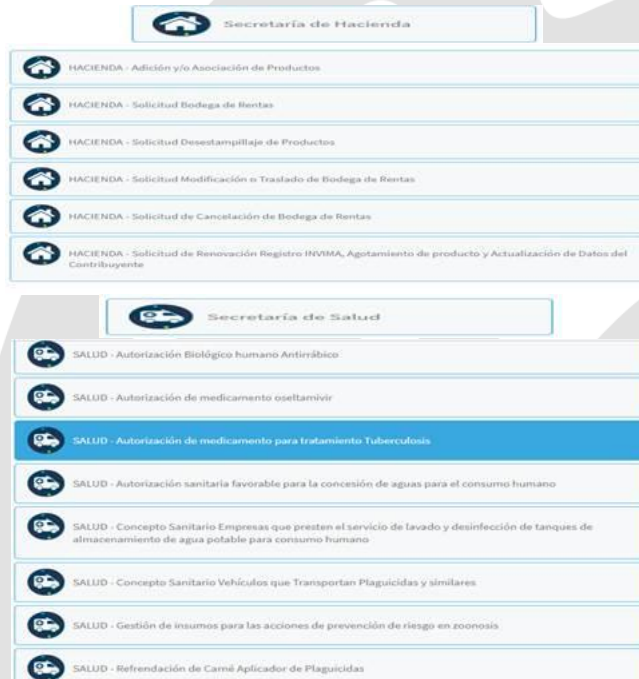 Secretaría de Hacienda
HACIENDA - Adición y/o Asociación de Productos
HACIENDA - Solicitud Bodega de Rentas
HACIENDA - Solicitud Desestampillaje de Productos
HACIENDA - Solicitud Modificación o Traslado de Bodega de Rentas
HACIENDA - Solicitud de Cancelación de Bodega de Rentas
HACIENDA - Solicitud de Renovación Registro INVIMA, Agotamiento de producto y Actualización de Datos del
Contribuyente
Secretaría de Salud
SALUD - Autorización Biológico humano Antirrábico
SALUD - Autorización de medicamento oseltamivir
SALUD - Autorización de medicamento para tratamiento Tuberculosis
SALUD - Autorización sanitaria favorable para la concesión de aguas para el consumo humano
SALUD - Concepto Sanitario Empresas que presten el servicio de lavado y desinfección de tanques de
almacenamiento de agua potable para consumo humano
SALUD - Concepto Sanitario Vehículos que Transportan Plaguicidas y similares
SALUD - Gestión de insumos para las acciones de prevención de riesgo en zoonosis
SALUD - Refrendación de Carné Aplicador de Plaguicidas